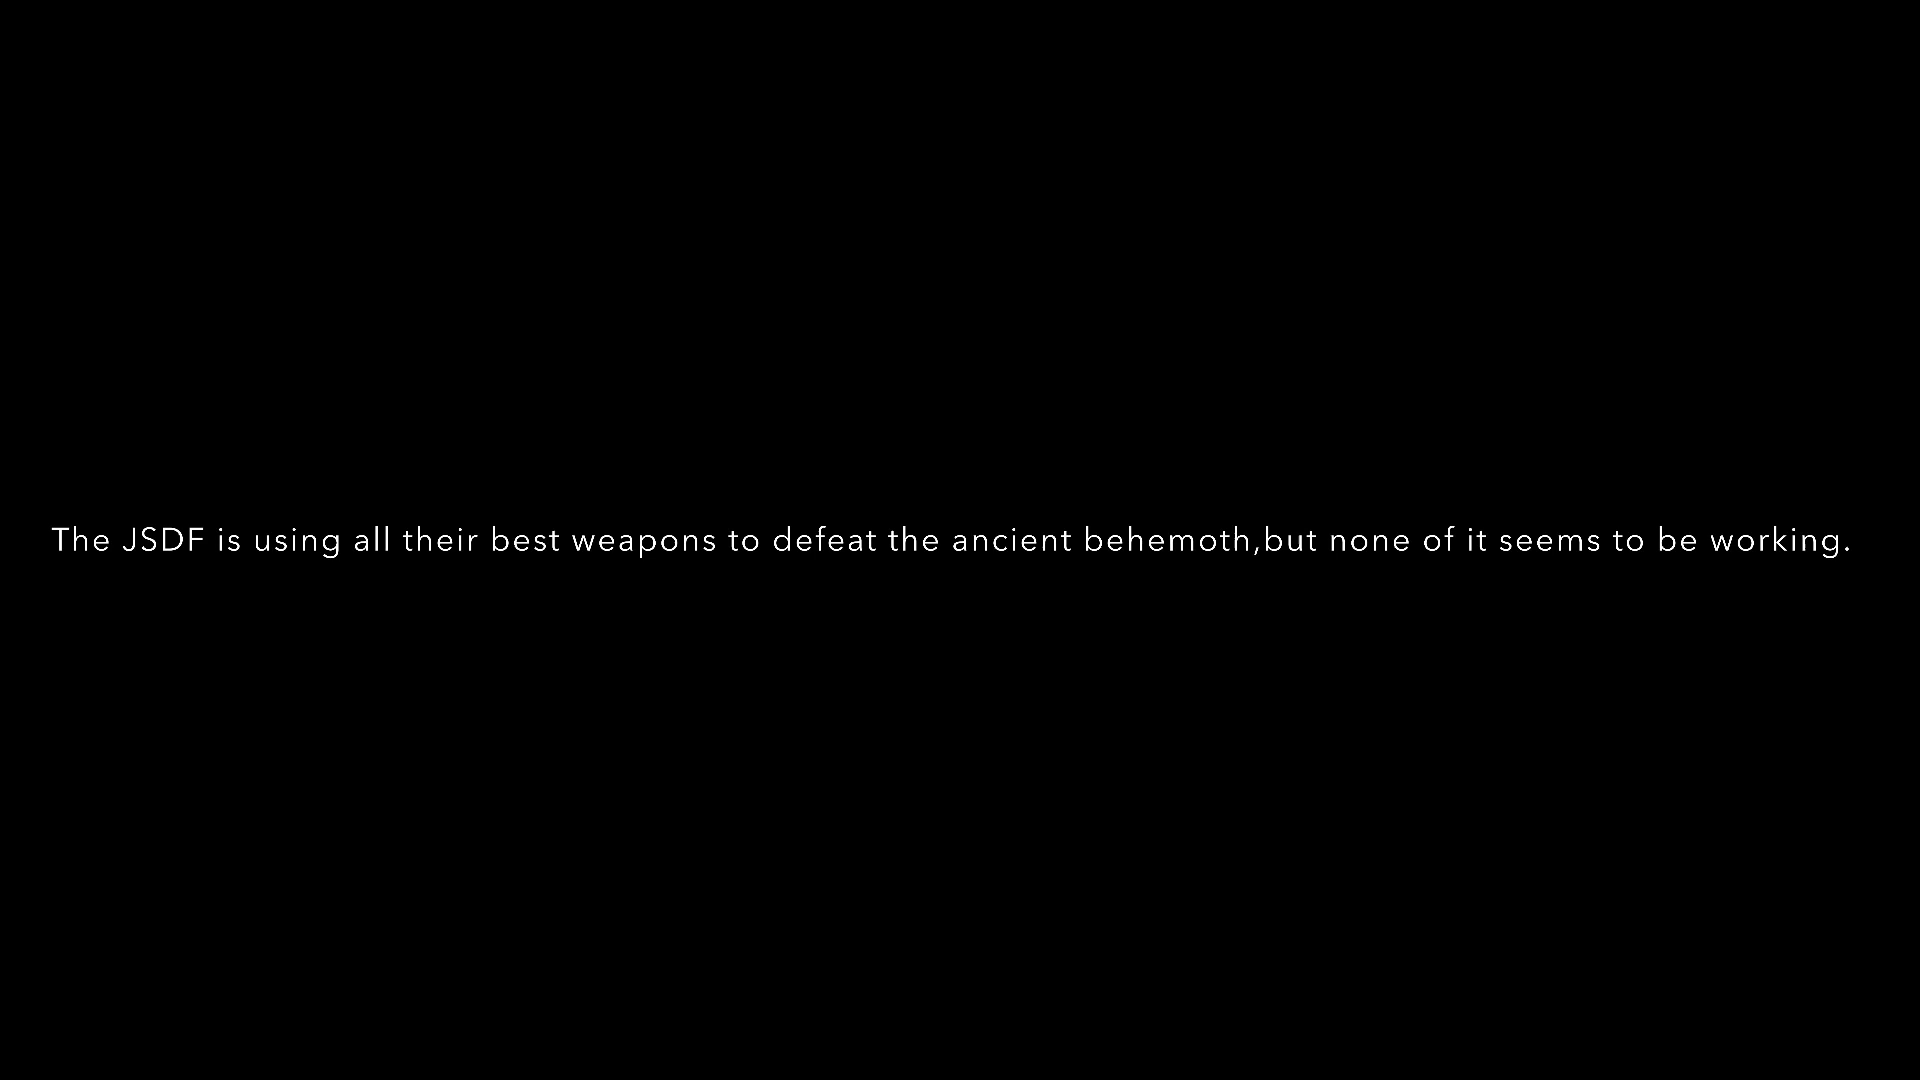 The JSDF is using all their best weapons to defeat the ancient behemoth,but none of it seems to be working.